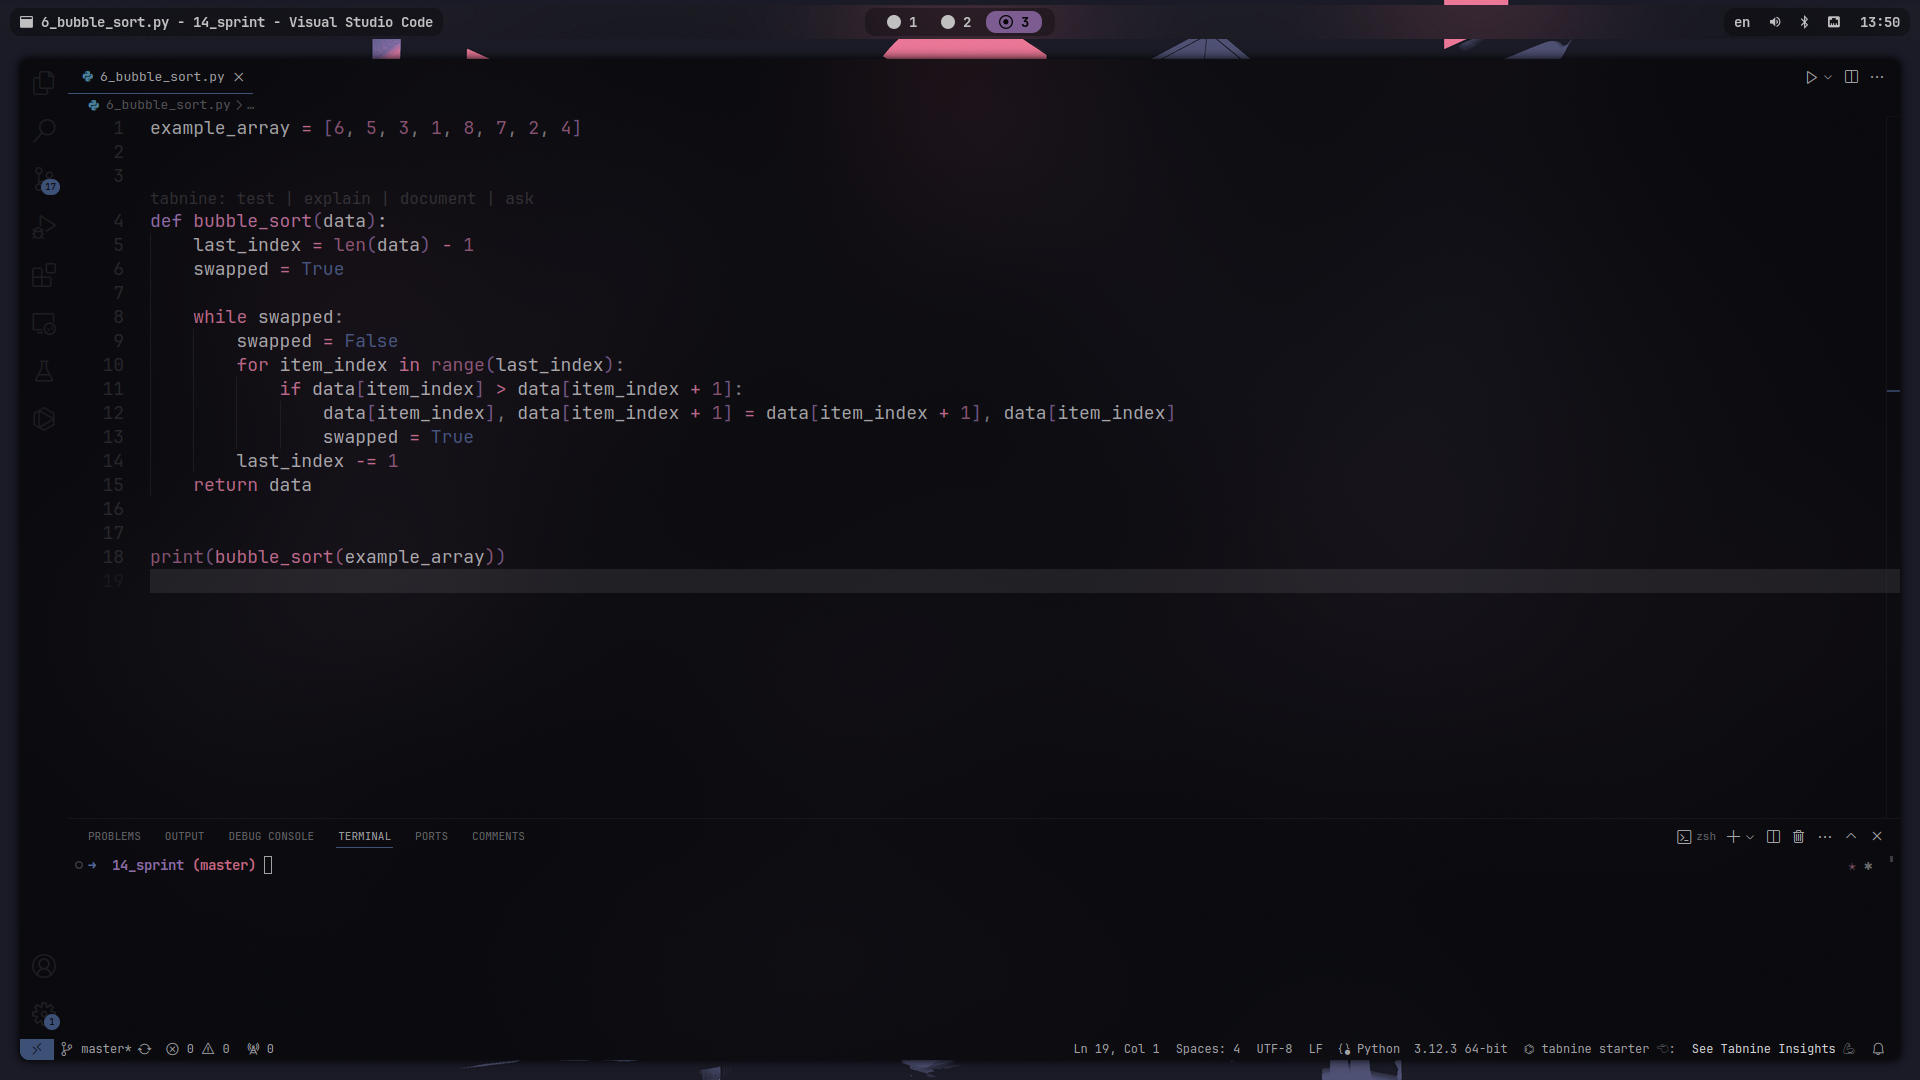 6_bubble_sort.py - 14_sprint - Visual Studio Code
1 2 3
en 13:50
6_bubble_sort.py
6_bubble_sort.py > …
1 example_array = [6, 5, 3, 1, 8, 7, 2, 4]
2
3
tabnine: test | explain | document | ask
4 def bubble_sort(data):
5     last_index = len(data) - 1
6     swapped = True
7
8     while swapped:
9         swapped = False
10         for item_index in range(last_index):
11             if data[item_index] > data[item_index + 1]:
12                 data[item_index], data[item_index + 1] = data[item_index + 1], data[item_index]
13                 swapped = True
14         last_index -= 1
15     return data
16
17
18 print(bubble_sort(example_array))
19
17
PROBLEMS OUTPUT DEBUG CONSOLE TERMINAL PORTS COMMENTS
zsh
14_sprint (master)
1
master* 0 0 0
Ln 19, Col 1 Spaces: 4 UTF-8 LF Python 3.12.3 64-bit tabnine starter See Tabnine Insights